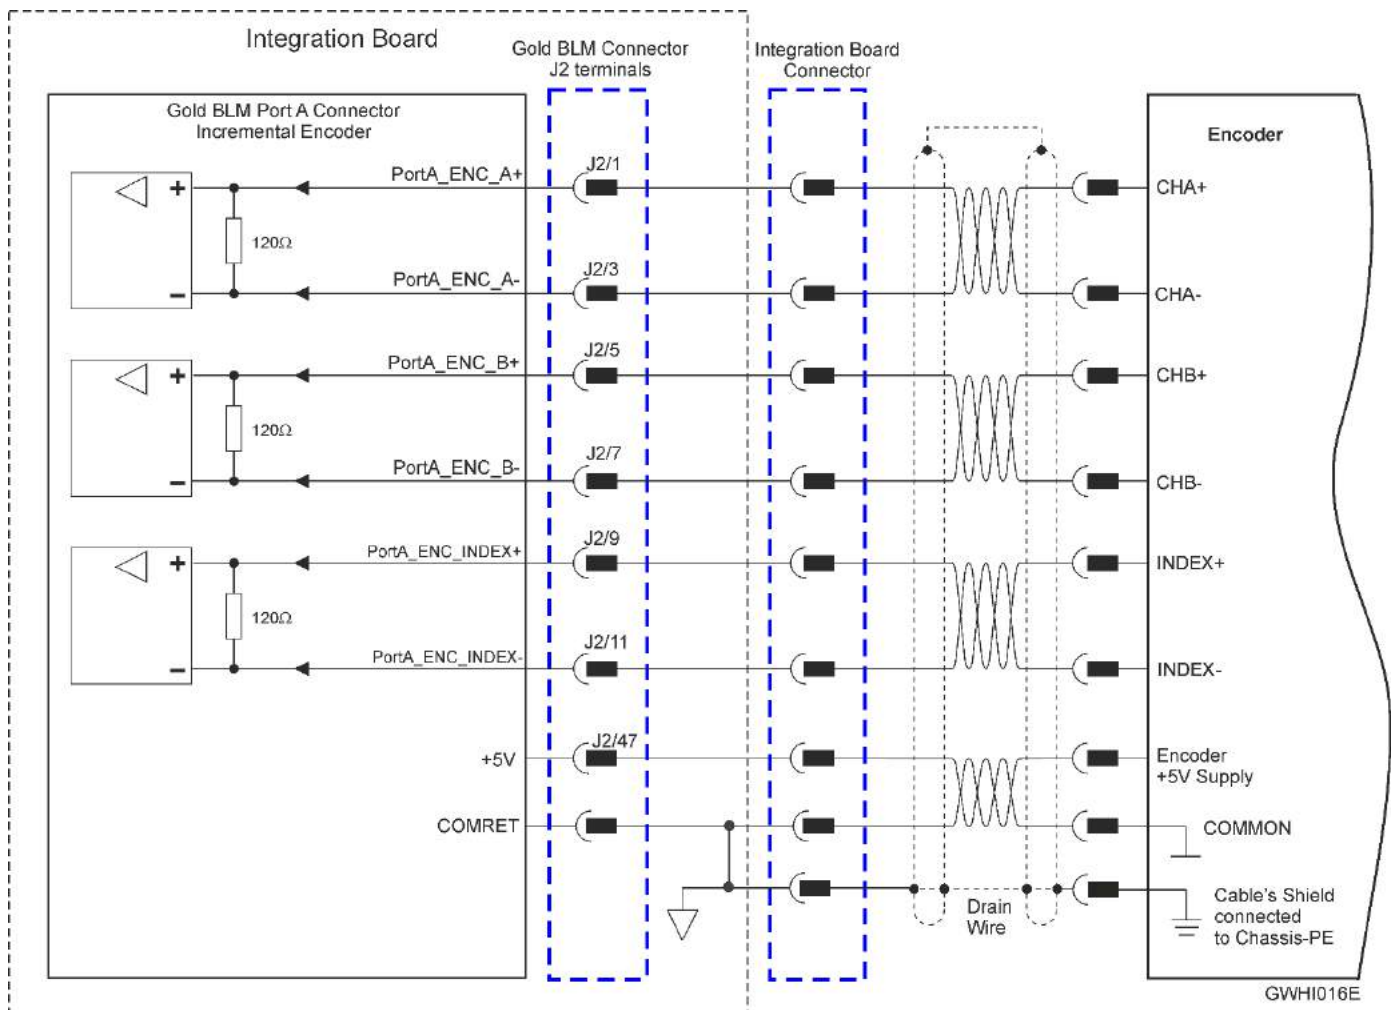 Integration Board
Gold BLM Connector
J2 terminals
Integration Board
Connector
Gold BLM Port A Connector
Incremental Encoder
Encoder
PortA_ENC_A+
J2/1
CHA+
120Ω
PortA_ENC_A-
J2/3
CHA-
PortA_ENC_B+
J2/5
CHB+
120Ω
PortA_ENC_B-
J2/7
CHB-
PortA_ENC_INDEX+
J2/9
INDEX+
120Ω
PortA_ENC_INDEX-
J2/11
INDEX-
+5V
J2/47
Encoder
+5V Supply
COMRET
COMMON
Drain
Wire
Cable's Shield
connected
to Chassis-PE
GWHI016E